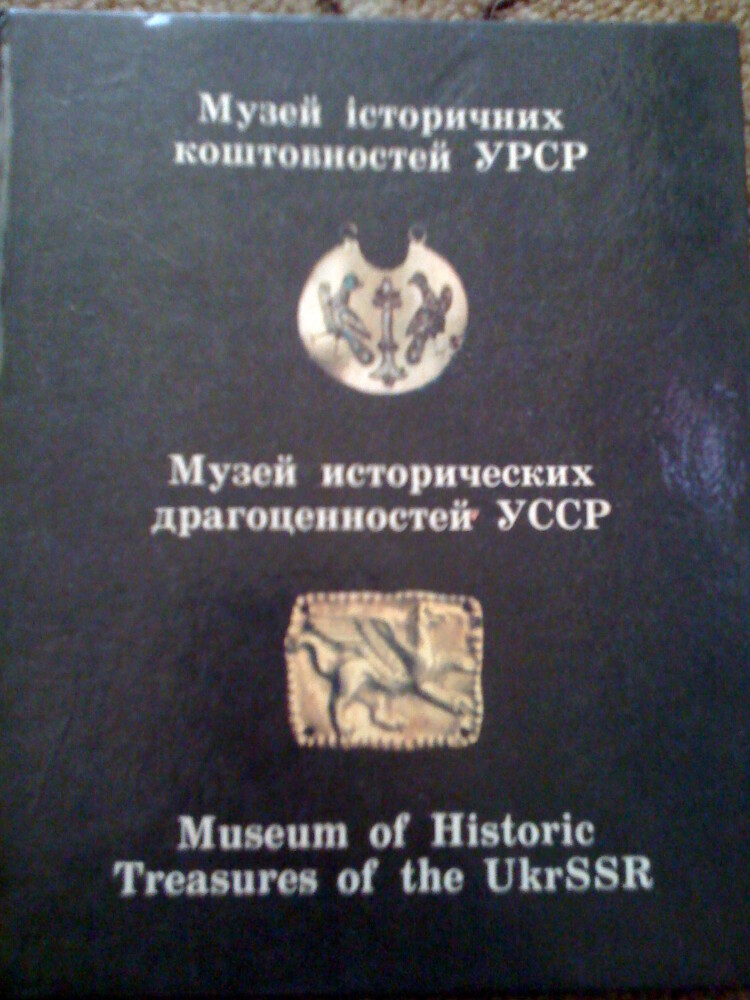 Музей історичних
коштовностей УРСР
Музей исторических
драгоценностей УССР
Museum of Historic
Treasures of the UkrSSR